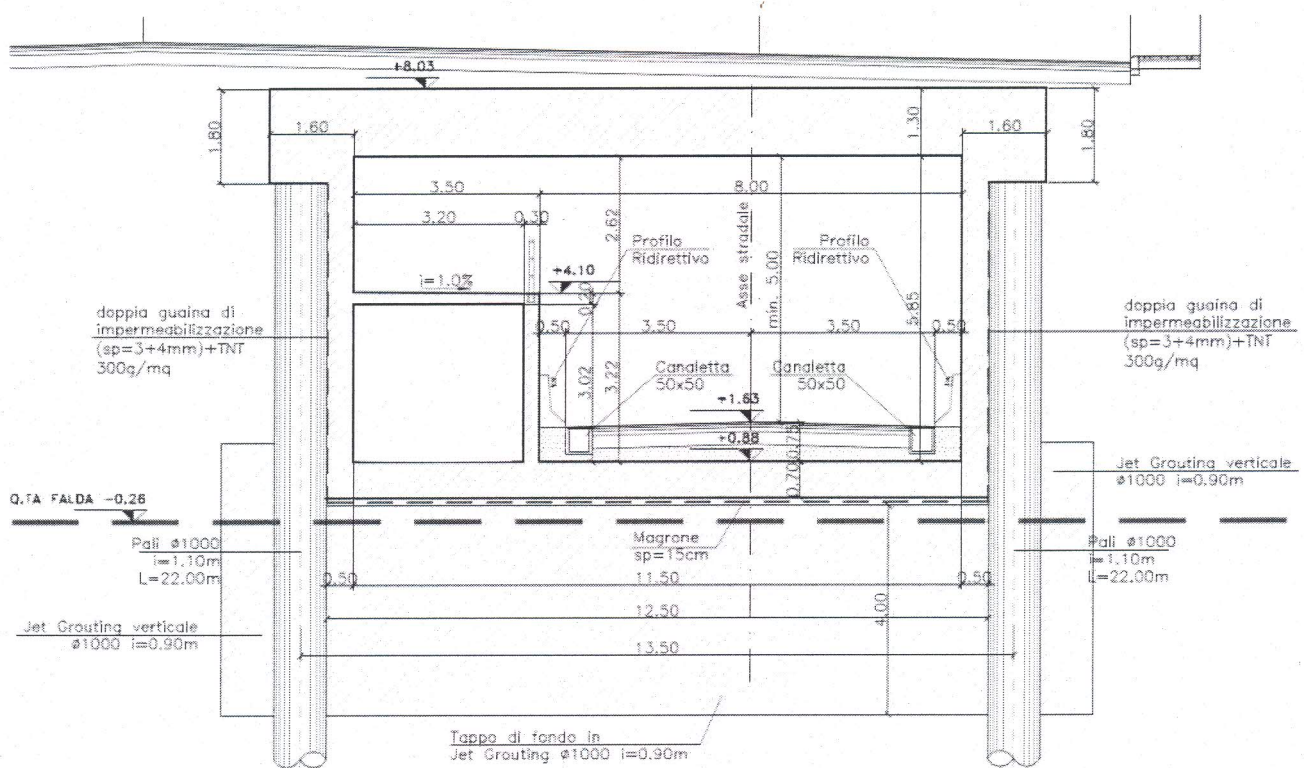 +8.03
1.80
1.60
1.30
1.60
1.80
3.50
8.00
3.20
0.30
2.62
Asse stradale
min. 5.00
Profilo
Ridirettivo
Profilo
Ridirettivo
i=1.0%
+4.10
0.20
5.85
doppia guaina di
impermeabilizzazione
(sp=3+4mm)+TNT
300g/mq
doppia guaina di
impermeabilizzazione
(sp=3+4mm)+TNT
300g/mq
0.50
3.50
3.50
0.50
3.02
3.22
Canaletta
50x50
Canaletta
50x50
+1.63
+0.88
0.75
0.70
Jet Grouting verticale
ø1000 i=0.90m
Q.TA FALDA -0.26
Pali ø1000
i=1.10m
L=22.00m
Magrone
sp=15cm
Pali ø1000
i=1.10m
L=22.00m
0.50
11.50
0.50
12.50
4.00
Jet Grouting verticale
ø1000 i=0.90m
13.50
Tappo di fondo in
Jet Grouting ø1000 i=0.90m